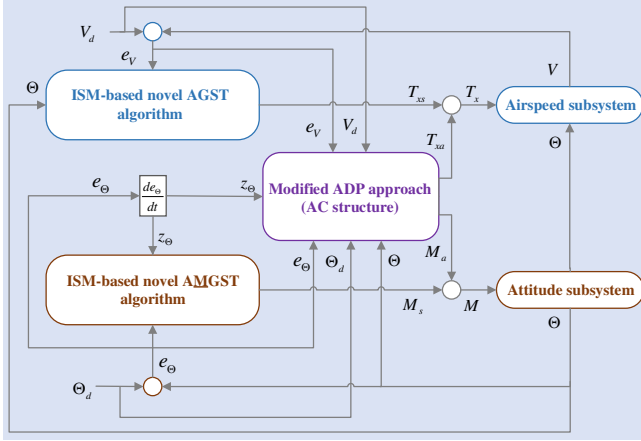 V_d
e_V
V
Θ
ISM-based novel AGST
algorithm
T_xs
T_x
Airspeed subsystem
e_V
V_d
T_xa
Θ
e_Θ
de_Θ
dt
z_Θ
Modified ADP approach
(AC structure)
z_Θ
e_Θ
Θ_d
Θ
M_a
ISM-based novel AMGST
algorithm
M_s
M
Attitude subsystem
e_Θ
Θ
Θ_d